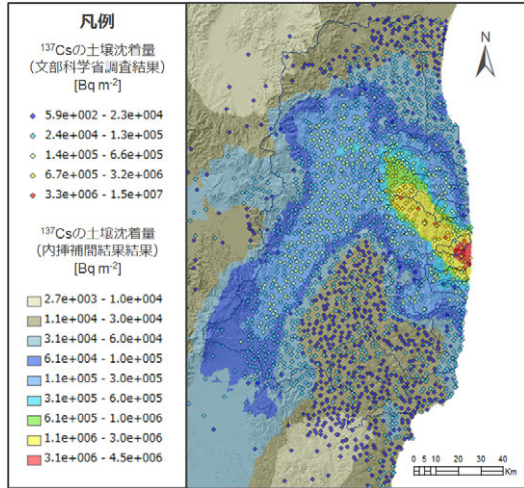 凡例
¹³⁷Csの土壌沈着量
（文部科学省調査結果）
[Bq m⁻²]
5.9e+002 - 2.3e+004
2.4e+004 - 1.3e+005
1.4e+005 - 6.6e+005
6.7e+005 - 3.2e+006
3.3e+006 - 1.5e+007
¹³⁷Csの土壌沈着量
（内挿補間結果結果）
[Bq m⁻²]
2.7e+003 - 1.0e+004
1.1e+004 - 3.0e+004
3.1e+004 - 6.0e+004
6.1e+004 - 1.0e+005
1.1e+005 - 3.0e+005
3.1e+005 - 6.0e+005
6.1e+005 - 1.0e+006
1.1e+006 - 3.0e+006
3.1e+006 - 4.5e+006
N
0 5 10 20 30 40
Km